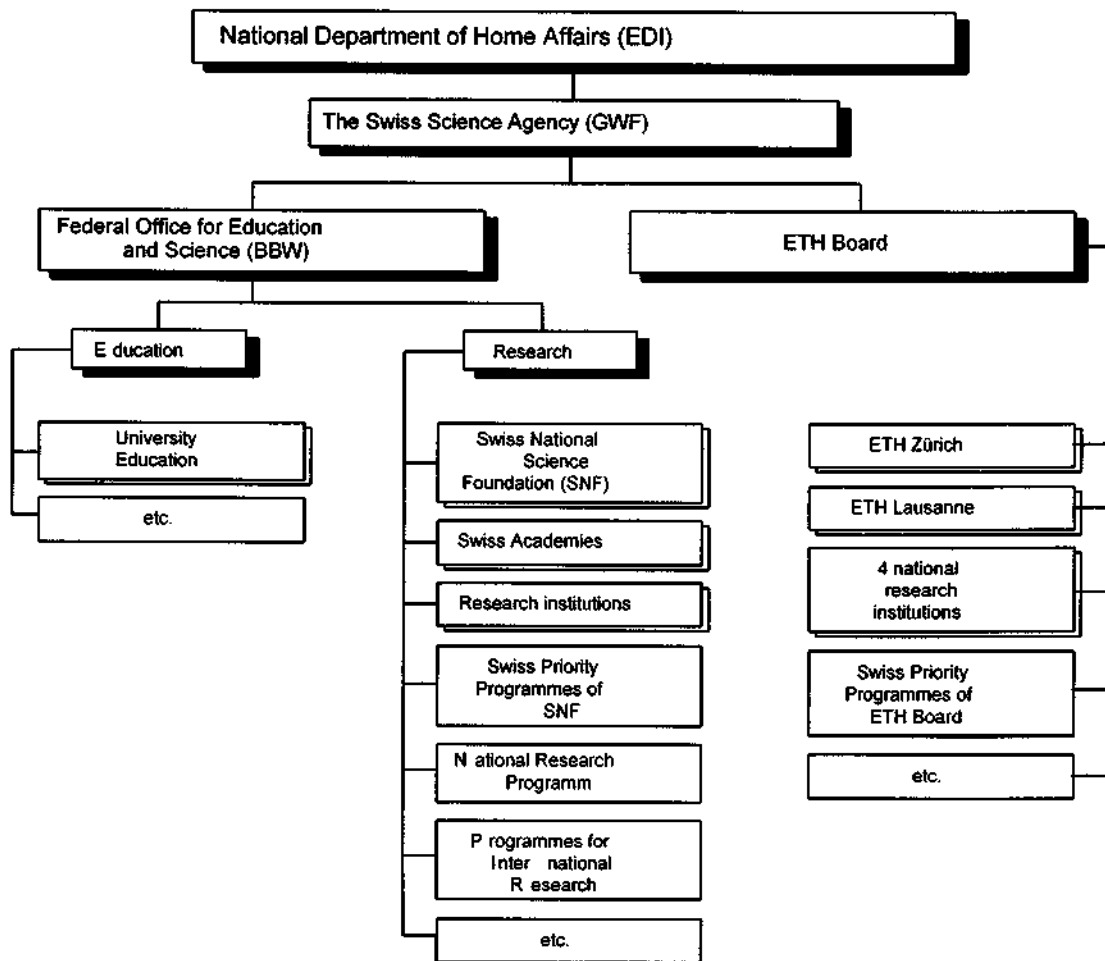 National Department of Home Affairs (EDI)
The Swiss Science Agency (GWF)
Federal Office for Education
and Science (BBW)
ETH Board
E ducation
Research
University
Education
etc.
Swiss National
Science
Foundation (SNF)
Swiss Academies
Research institutions
Swiss Priority
Programmes of
SNF
N ational Research
Programm
P rogrammes for
Inter national
R esearch
etc.
ETH Zürich
ETH Lausanne
4 national
research
institutions
Swiss Priority
Programmes of
ETH Board
etc.